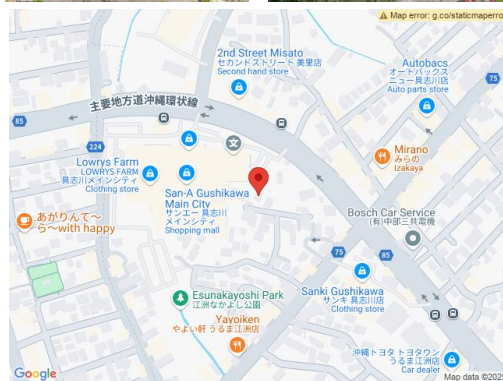 Map error: g.co/staticmaperro
2nd Street Misato
セカンドストリート 美里店
Second hand store
Autobacs
オートバックス
ニュー具志川店
Auto parts store
75
主要地方道沖縄環状線
85
224
Lowrys Farm
LOWRYS FARM
具志川メインシティ
Clothing store
Mirano
みらの
Izakaya
San-A Gushikawa
Main City
サンエー 具志川
メインシティ
Shopping mall
あがりんて〜
ら〜with happy
Bosch Car Service
(有)中部三共電機
75
85
Sanki Gushikawa
サンキ 具志川店
Clothing store
Esunakayoshi Park
江洲なかよし公園
Yayoiken
やよい軒 うるま江洲店
沖縄トヨタ トヨタウン
うるま江洲店
Car dealer
Google
Map data ©202